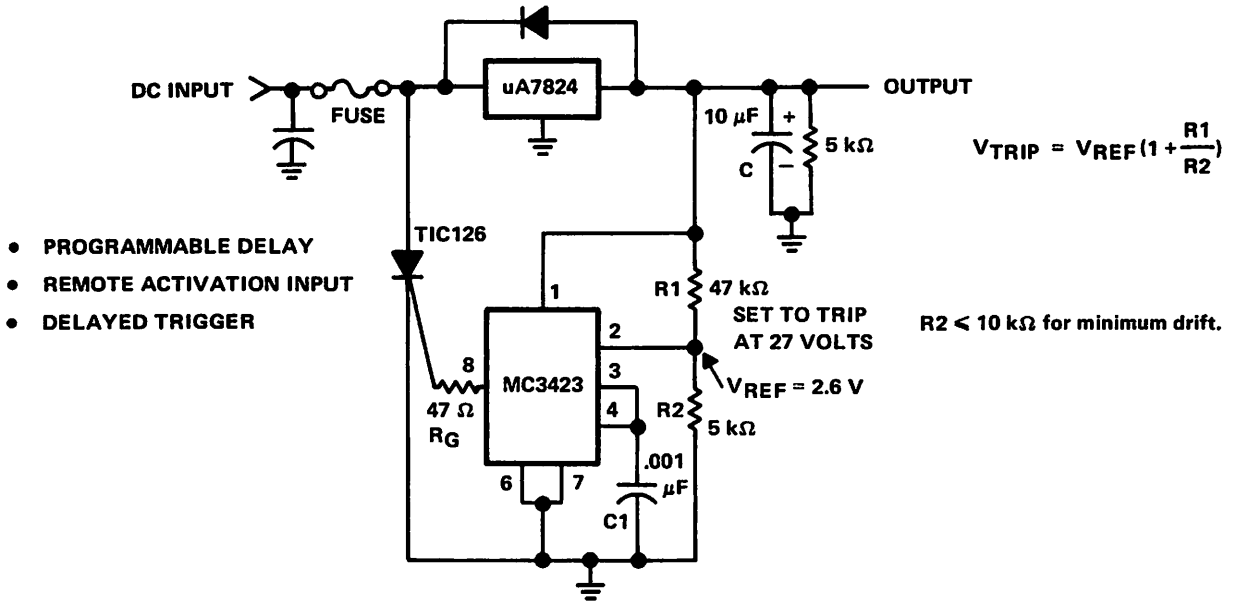 DC INPUT
FUSE
uA7824
OUTPUT
10 μF
+
−
C
5 kΩ
VTRIP = VREF (1 + R1/R2)
● PROGRAMMABLE DELAY
● REMOTE ACTIVATION INPUT
● DELAYED TRIGGER
TIC126
1
R1
47 kΩ
SET TO TRIP
AT 27 VOLTS
R2 ⩽ 10 kΩ for minimum drift.
2
8
MC3423
3
VREF = 2.6 V
47 Ω
RG
4
R2
5 kΩ
6
7
.001
μF
C1